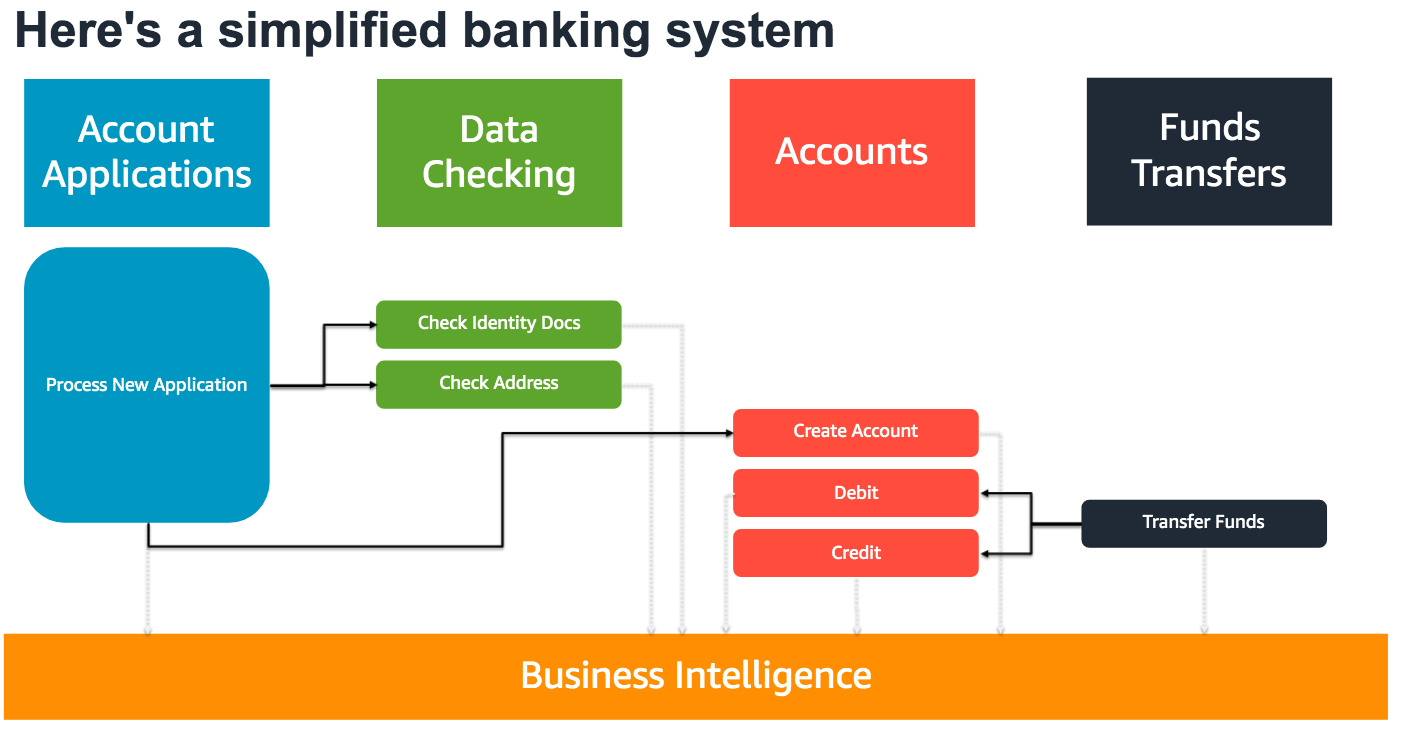 Here's a simplified banking system
Account
Applications
Data
Checking
Accounts
Funds
Transfers
Process New Application
Check Identity Docs
Check Address
Create Account
Debit
Credit
Transfer Funds
Business Intelligence